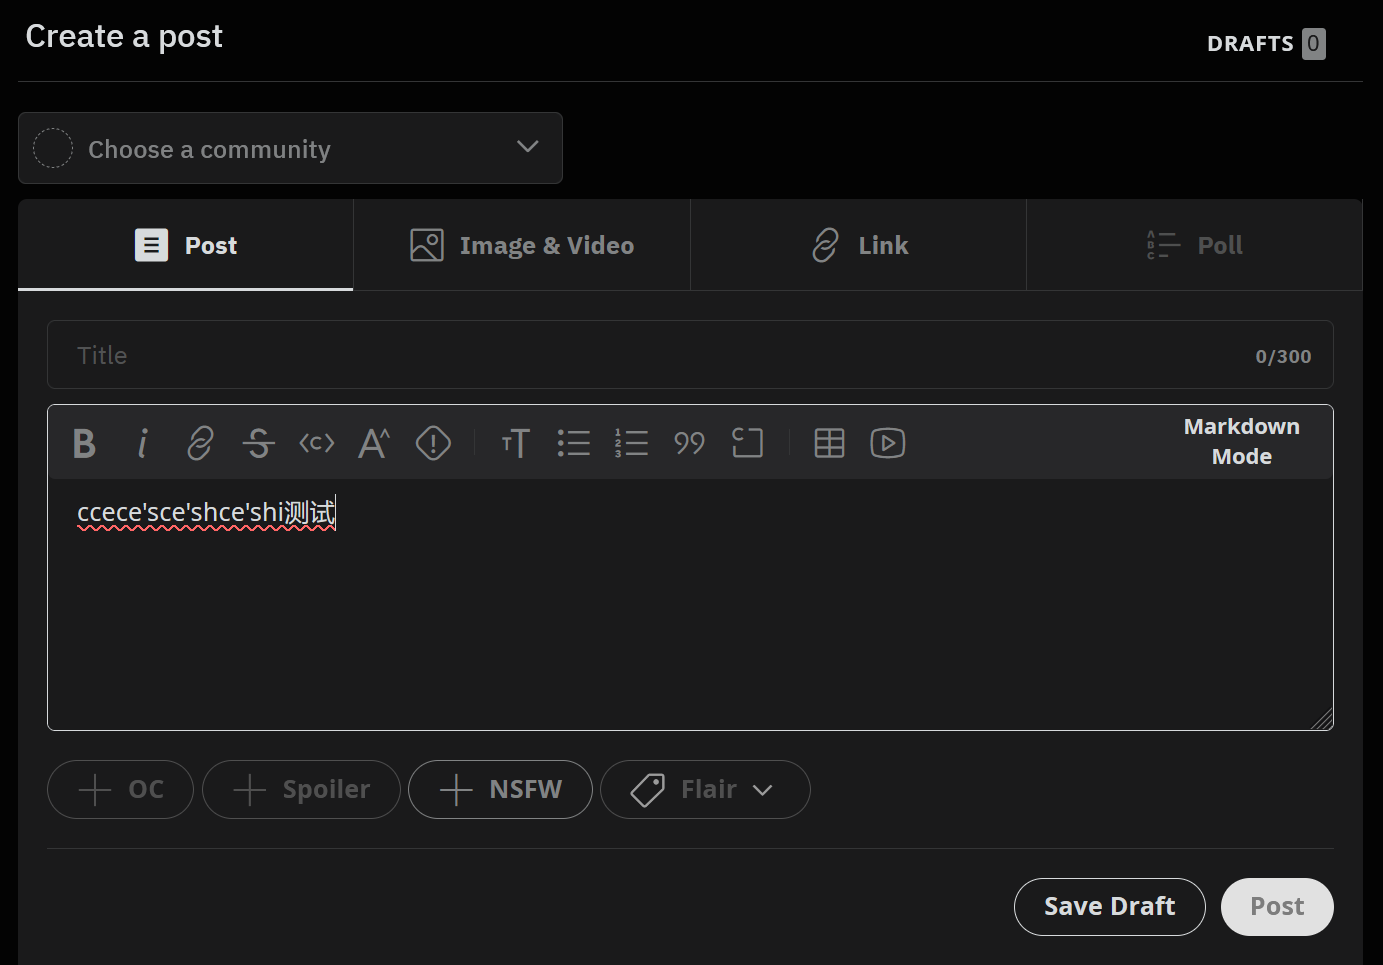 Create a post
DRAFTS 0
Choose a community
Post
Image & Video
Link
Poll
Title
0/300
Markdown
Mode
ccece'sce'shce'shi测试
OC
Spoiler
NSFW
Flair
Save Draft
Post